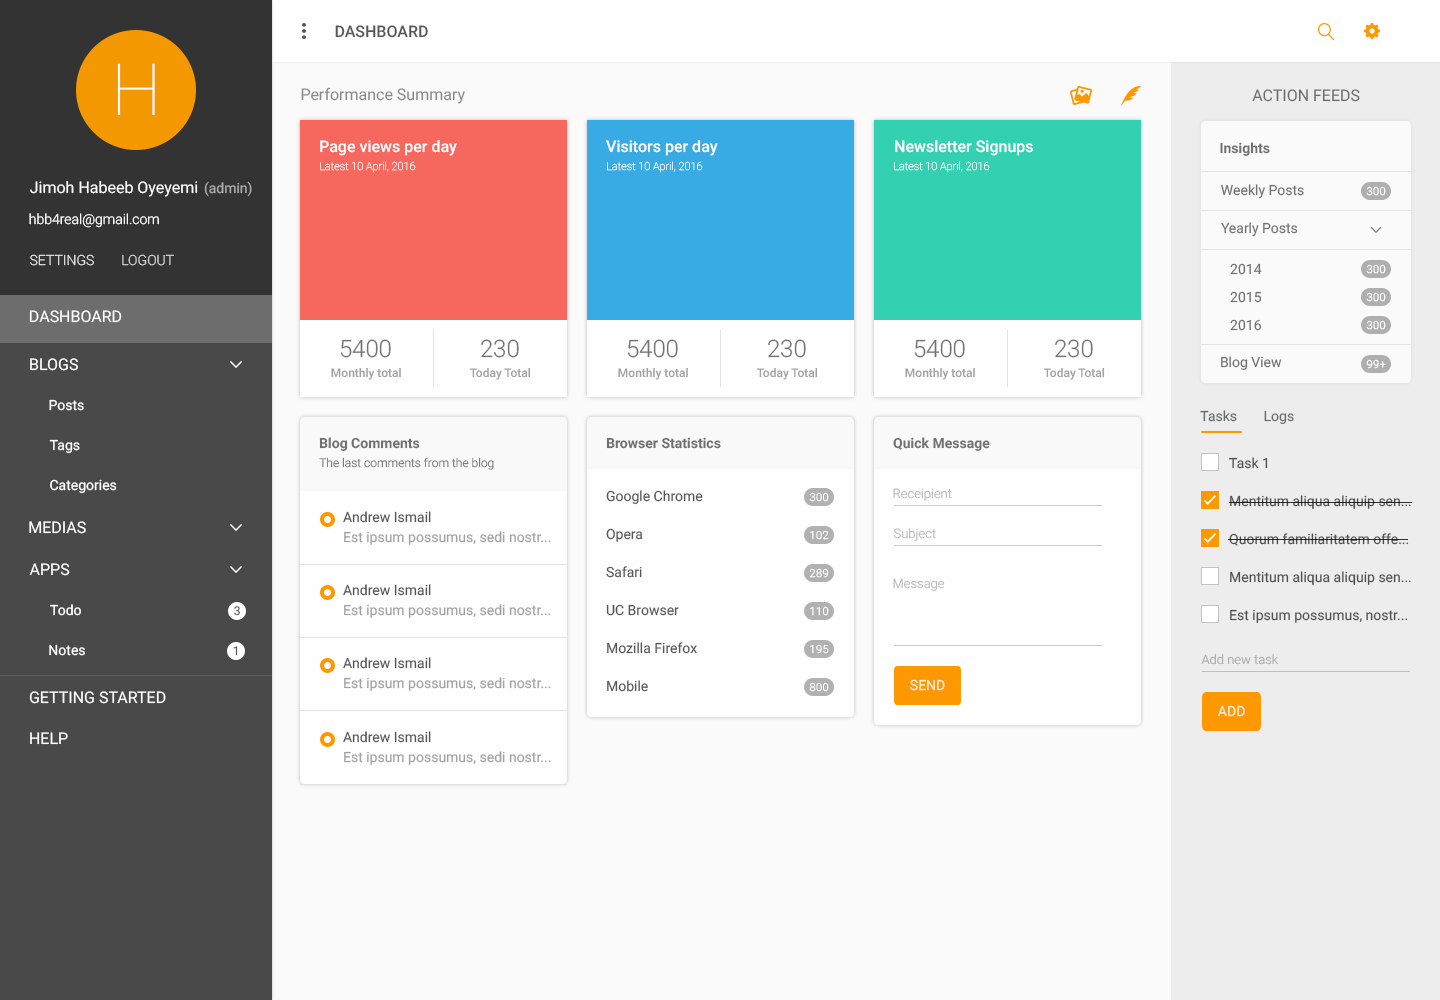 H
Jimoh Habeeb Oyeyemi (admin)
hbb4real@gmail.com
SETTINGS LOGOUT
DASHBOARD
BLOGS
Posts
Tags
Categories
MEDIAS
APPS
Todo 3
Notes 1
GETTING STARTED
HELP
DASHBOARD
Performance Summary
Page views per day
Latest 10 April, 2016
5400 230
Monthly total Today Total
Visitors per day
Latest 10 April, 2016
5400 230
Monthly total Today Total
Newsletter Signups
Latest 10 April, 2016
5400 230
Monthly total Today Total
Blog Comments
The last comments from the blog
Andrew Ismail
Est ipsum possumus, sedi nostr...
Andrew Ismail
Est ipsum possumus, sedi nostr...
Andrew Ismail
Est ipsum possumus, sedi nostr...
Andrew Ismail
Est ipsum possumus, sedi nostr...
Browser Statistics
Google Chrome 300
Opera 102
Safari 289
UC Browser 110
Mozilla Firefox 195
Mobile 800
Quick Message
Receipient
Subject
Message
SEND
ACTION FEEDS
Insights
Weekly Posts 300
Yearly Posts
2014 300
2015 300
2016 300
Blog View 99+
Tasks Logs
Task 1
Mentitum aliqua aliquip sen...
Quorum familiaritatem offe...
Mentitum aliqua aliquip sen...
Est ipsum possumus, nostr...
Add new task
ADD